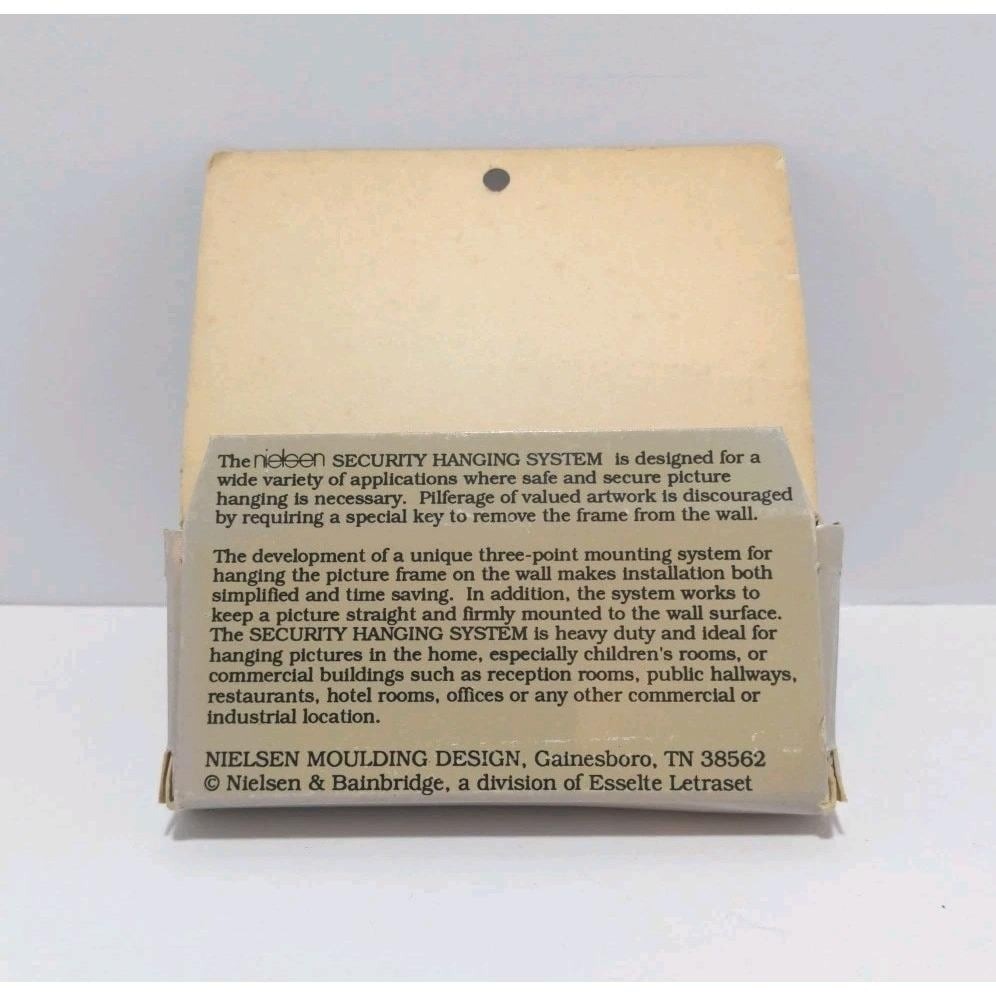 The nielsen SECURITY HANGING SYSTEM is designed for a
wide variety of applications where safe and secure picture
hanging is necessary. Pilferage of valued artwork is discouraged
by requiring a special key to remove the frame from the wall.
The development of a unique three-point mounting system for
hanging the picture frame on the wall makes installation both
simplified and time saving. In addition, the system works to
keep a picture straight and firmly mounted to the wall surface.
The SECURITY HANGING SYSTEM is heavy duty and ideal for
hanging pictures in the home, especially children's rooms, or
commercial buildings such as reception rooms, public hallways,
restaurants, hotel rooms, offices or any other commercial or
industrial location.
NIELSEN MOULDING DESIGN, Gainesboro, TN 38562
© Nielsen & Bainbridge, a division of Esselte Letraset